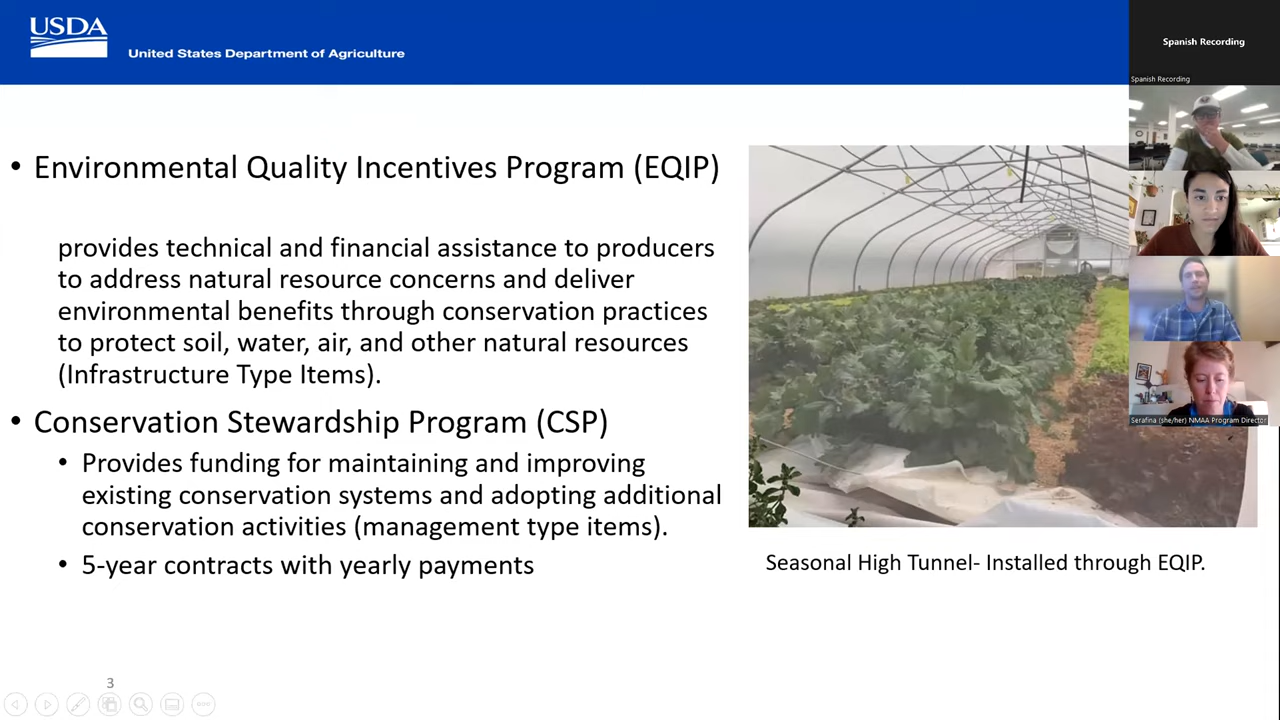 USDA
United States Department of Agriculture
• Environmental Quality Incentives Program (EQIP)
provides technical and financial assistance to producers
to address natural resource concerns and deliver
environmental benefits through conservation practices
to protect soil, water, air, and other natural resources
(Infrastructure Type Items).
• Conservation Stewardship Program (CSP)
• Provides funding for maintaining and improving
existing conservation systems and adopting additional
conservation activities (management type items).
• 5-year contracts with yearly payments
Seasonal High Tunnel- Installed through EQIP.
3
Spanish Recording
Spanish Recording
Serafina (she/her) NMAA Program Director